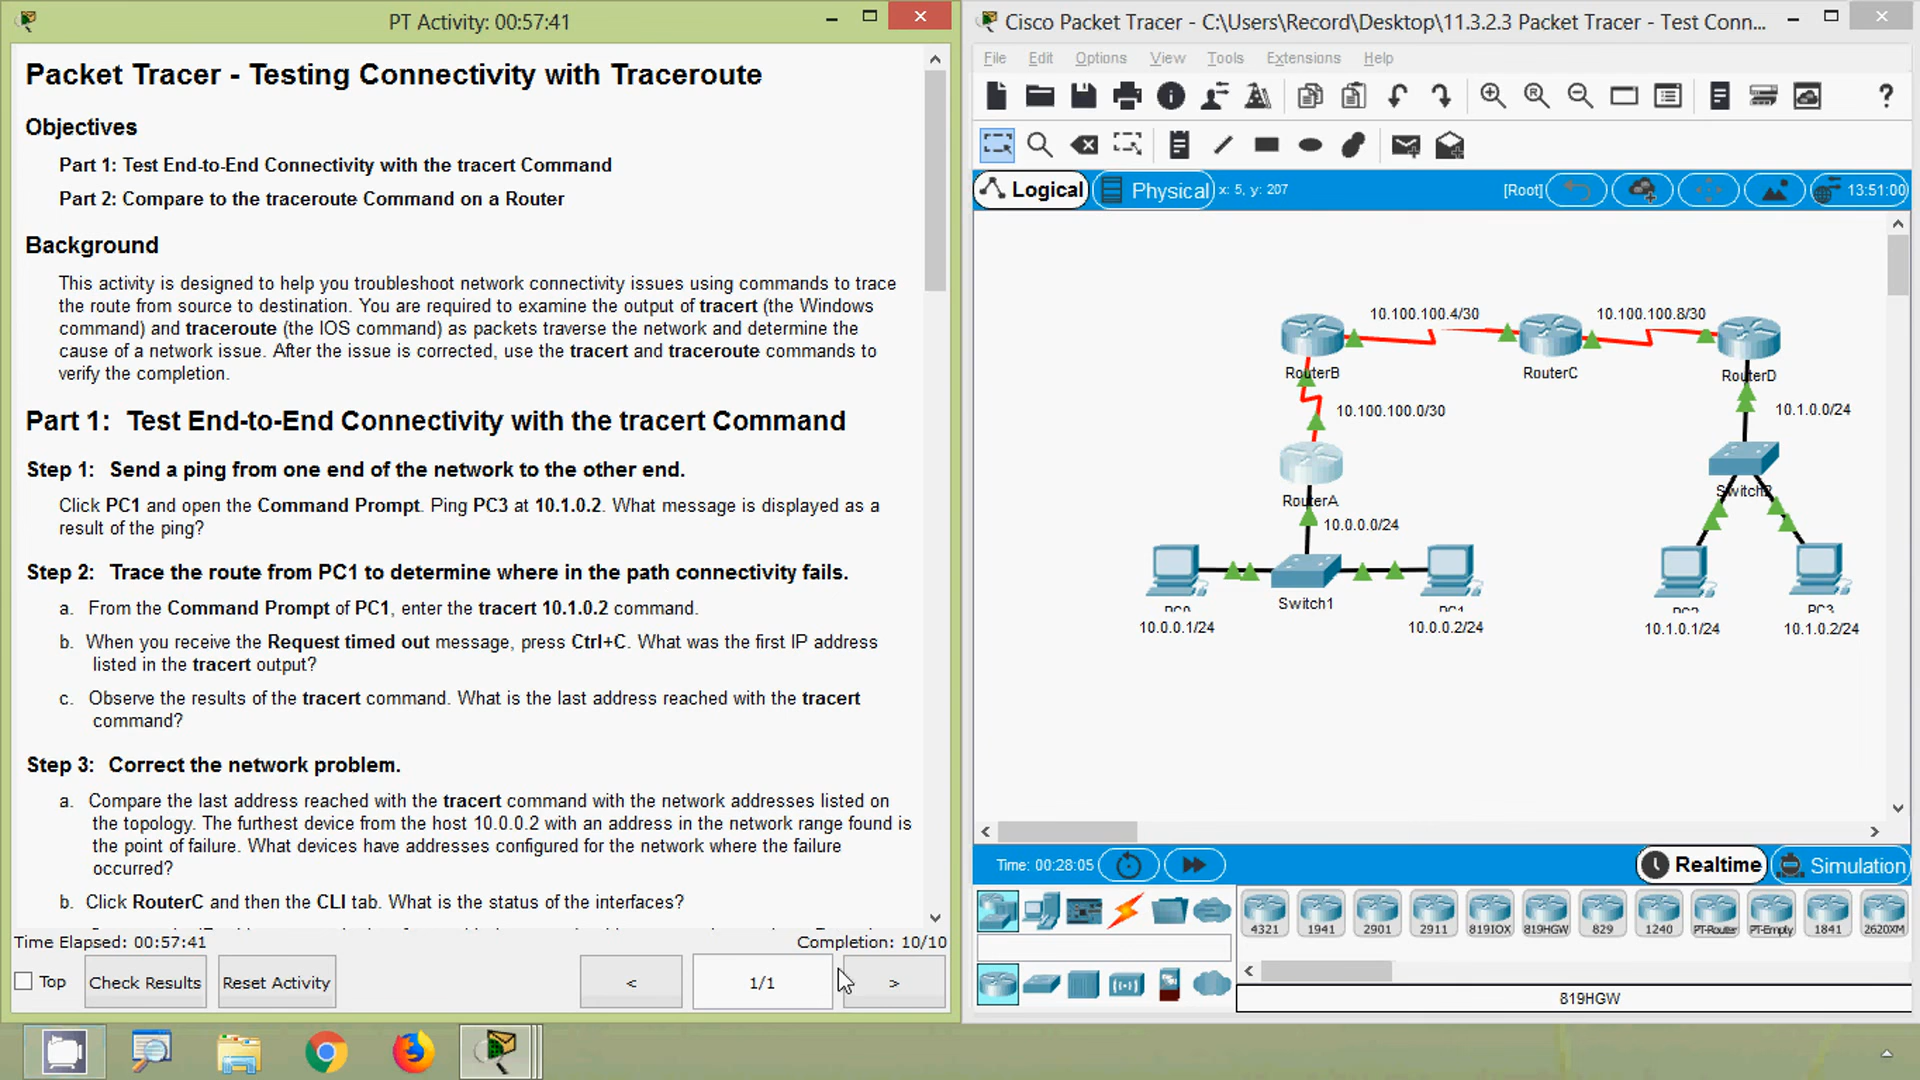 PT Activity: 00:57:41
Packet Tracer - Testing Connectivity with Traceroute
Objectives
Part 1: Test End-to-End Connectivity with the tracert Command
Part 2: Compare to the traceroute Command on a Router
Background
This activity is designed to help you troubleshoot network connectivity issues using commands to trace
the route from source to destination. You are required to examine the output of tracert (the Windows
command) and traceroute (the IOS command) as packets traverse the network and determine the
cause of a network issue. After the issue is corrected, use the tracert and traceroute commands to
verify the completion.
Part 1: Test End-to-End Connectivity with the tracert Command
Step 1: Send a ping from one end of the network to the other end.
Click PC1 and open the Command Prompt. Ping PC3 at 10.1.0.2. What message is displayed as a
result of the ping?
Step 2: Trace the route from PC1 to determine where in the path connectivity fails.
a. From the Command Prompt of PC1, enter the tracert 10.1.0.2 command.
b. When you receive the Request timed out message, press Ctrl+C. What was the first IP address
listed in the tracert output?
c. Observe the results of the tracert command. What is the last address reached with the tracert
command?
Step 3: Correct the network problem.
a. Compare the last address reached with the tracert command with the network addresses listed on
the topology. The furthest device from the host 10.0.0.2 with an address in the network range found is
the point of failure. What devices have addresses configured for the network where the failure
occurred?
b. Click RouterC and then the CLI tab. What is the status of the interfaces?
Time Elapsed: 00:57:41
Completion: 10/10
Top
Check Results
Reset Activity
<
1/1
>
Cisco Packet Tracer - C:\Users\Record\Desktop\11.3.2.3 Packet Tracer - Test Conn...
File Edit Options View Tools Extensions Help
Logical
Physical
x: 5, y: 207
[Root]
13:51:00
10.100.100.4/30
10.100.100.8/30
RouterB
RouterC
RouterD
10.100.100.0/30
10.1.0.0/24
RouterA
Switch2
10.0.0.0/24
Switch1
PC0
PC1
PC2
PC3
10.0.0.1/24
10.0.0.2/24
10.1.0.1/24
10.1.0.2/24
Time: 00:28:05
Realtime
Simulation
4321 1941 2901 2911 819IOX 819HGW 829 1240 PT-Router PT-Empty 1841 2620XM
819HGW